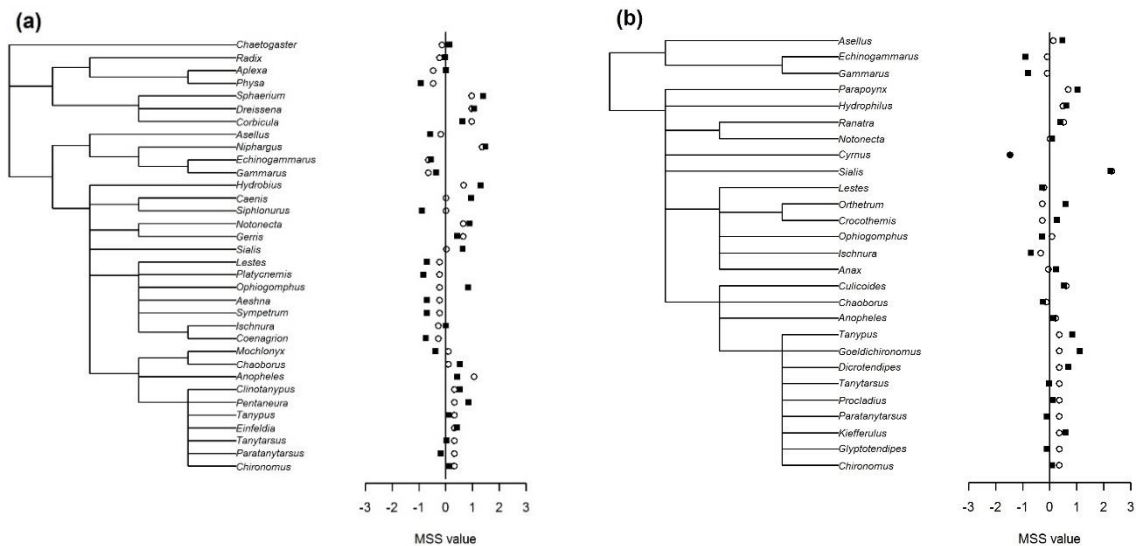 (a)
Chaetogaster
Radix
Aplexa
Physa
Sphaerium
Dreissena
Corbicula
Asellus
Niphargus
Echinogammarus
Gammarus
Hydrobius
Caenis
Siphlonurus
Notonecta
Gerris
Sialis
Lestes
Platycnemis
Ophiogomphus
Aeshna
Sympetrum
Ischnura
Coenagrion
Mochlonyx
Chaoborus
Anopheles
Clinotanypus
Pentaneura
Tanypus
Einfeldia
Tanytarsus
Paratanytarsus
Chironomus
-3 -2 -1 0 1 2 3
MSS value
(b)
Asellus
Echinogammarus
Gammarus
Parapoynx
Hydrophilus
Ranatra
Notonecta
Cyrnus
Sialis
Lestes
Orthetrum
Crocothemis
Ophiogomphus
Ischnura
Anax
Culicoides
Chaoborus
Anopheles
Tanypus
Goeldichironomus
Dicrotendipes
Tanytarsus
Procladius
Paratanytarsus
Kiefferulus
Glyptotendipes
Chironomus
-3 -2 -1 0 1 2 3
MSS value